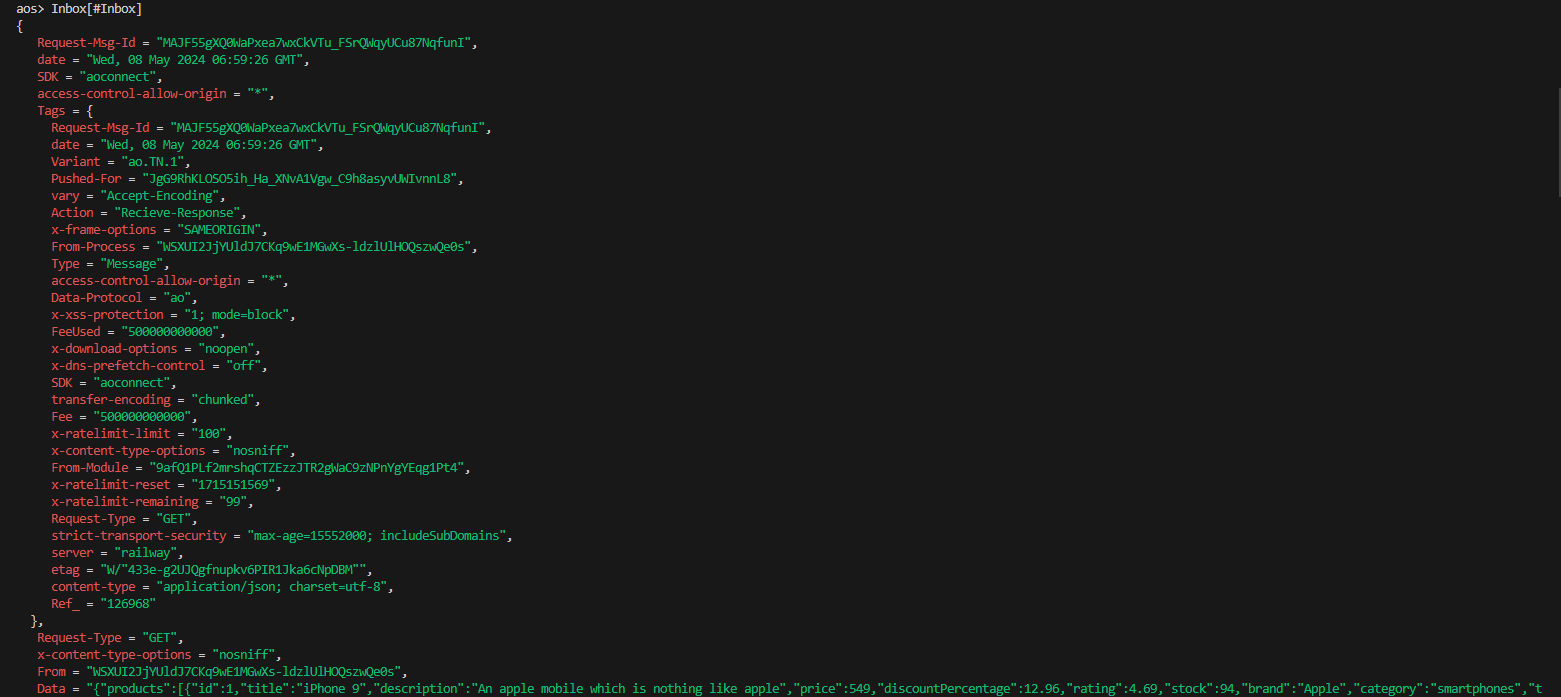 aos> Inbox[#Inbox]
{
Request-Msg-Id = "MAJF55gXQ0WaPxea7wxCkVTu_FSrQWqyUCu87NqfunI",
date = "Wed, 08 May 2024 06:59:26 GMT",
SDK = "aoconnect",
access-control-allow-origin = "*",
Tags = {
Request-Msg-Id = "MAJF55gXQ0WaPxea7wxCkVTu_FSrQWqyUCu87NqfunI",
date = "Wed, 08 May 2024 06:59:26 GMT",
Variant = "ao.TN.1",
Pushed-For = "JgG9RhKLOSO5ih_Ha_XNvA1Vgw_C9h8asyvUWIvnnL8",
vary = "Accept-Encoding",
Action = "Recieve-Response",
x-frame-options = "SAMEORIGIN",
From-Process = "WSXUI2JjYUldJ7CKq9wE1MGwXs-ldzlUlHOQszwQe0s",
Type = "Message",
access-control-allow-origin = "*",
Data-Protocol = "ao",
x-xss-protection = "1; mode=block",
FeeUsed = "500000000000",
x-download-options = "noopen",
x-dns-prefetch-control = "off",
SDK = "aoconnect",
transfer-encoding = "chunked",
Fee = "500000000000",
x-ratelimit-limit = "100",
x-content-type-options = "nosniff",
From-Module = "9afQ1PLf2mrshqCTZEzzJTR2gWaC9zNPnYgYEqg1Pt4",
x-ratelimit-reset = "1715151569",
x-ratelimit-remaining = "99",
Request-Type = "GET",
strict-transport-security = "max-age=15552000; includeSubDomains",
server = "railway",
etag = "W/"433e-g2UJQgfnupkv6PIR1Jka6cNpDBM"",
content-type = "application/json; charset=utf-8",
Ref_ = "126968"
},
Request-Type = "GET",
x-content-type-options = "nosniff",
From = "WSXUI2JjYUldJ7CKq9wE1MGwXs-ldzlUlHOQszwQe0s",
Data = "{"products":[{"id":1,"title":"iPhone 9","description":"An apple mobile which is nothing like apple","price":549,"discountPercentage":12.96,"rating":4.69,"stock":94,"brand":"Apple","category":"smartphones","t